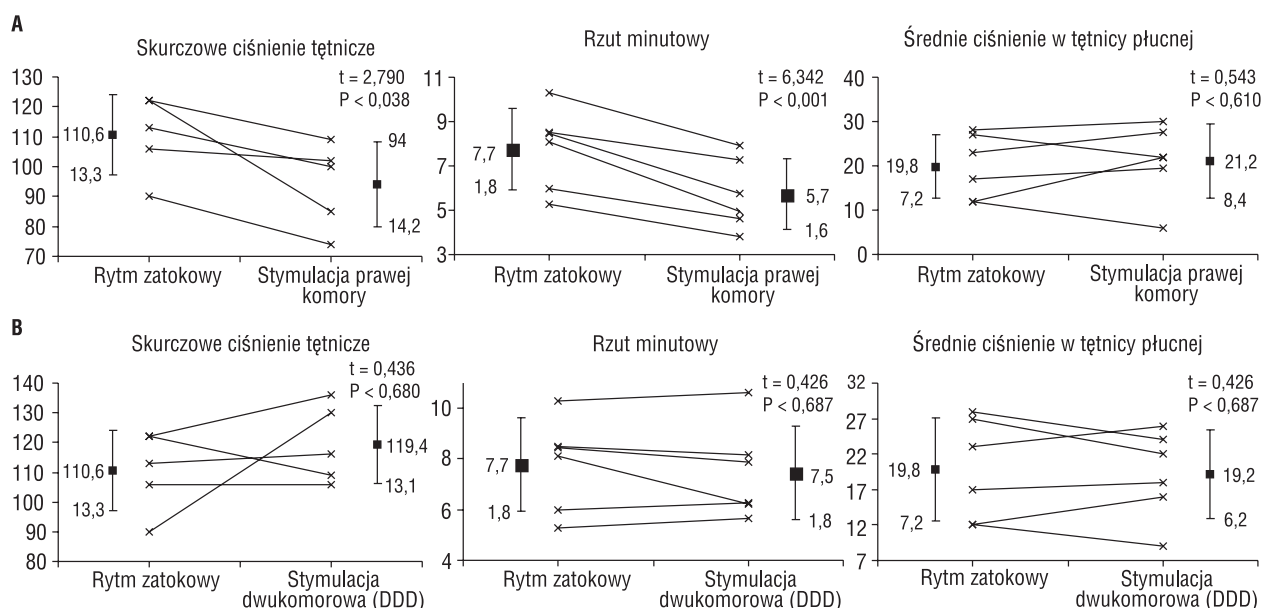 A
Skurczowe ciśnienie tętnicze
130
120
110
100
90
80
70
110,6
13,3
t = 2,790
P < 0,038
94
14,2
Rytm zatokowy
Stymulacja prawej
komory
Rzut minutowy
11
9
7
5
3
7,7
1,8
t = 6,342
P < 0,001
5,7
1,6
Rytm zatokowy
Stymulacja prawej
komory
Średnie ciśnienie w tętnicy płucnej
40
30
20
10
0
19,8
7,2
t = 0,543
P < 0,610
21,2
8,4
Rytm zatokowy
Stymulacja prawej
komory
B
Skurczowe ciśnienie tętnicze
140
130
120
110
100
90
80
110,6
13,3
t = 0,436
P < 0,680
119,4
13,1
Rytm zatokowy
Stymulacja
dwukomorowa (DDD)
Rzut minutowy
10
8
6
4
7,7
1,8
t = 0,426
P < 0,687
7,5
1,8
Rytm zatokowy
Stymulacja
dwukomorowa (DDD)
Średnie ciśnienie w tętnicy płucnej
32
27
22
17
12
7
19,8
7,2
t = 0,426
P < 0,687
19,2
6,2
Rytm zatokowy
Stymulacja
dwukomorowa (DDD)